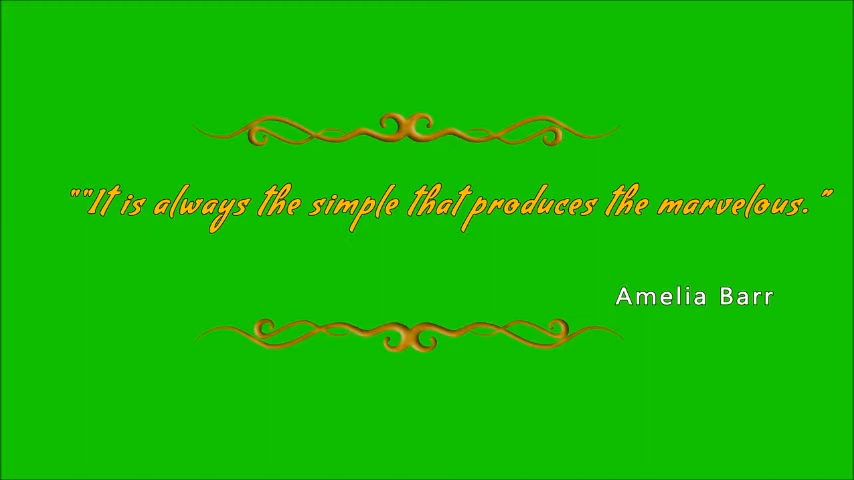 ""It is always the simple that produces the marvelous. "
Amelia Barr